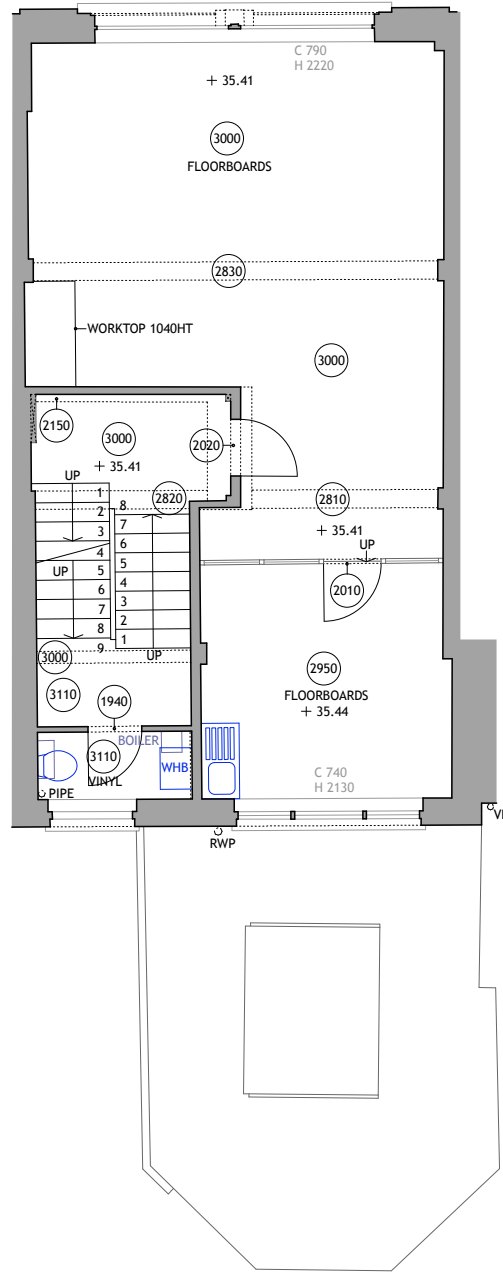 C 790
H 2220
+ 35.41
3000
FLOORBOARDS
2830
WORKTOP 1040HT
3000
2150
3000
+ 35.41
2020
UP
2820
2810
+ 35.41
UP
1
2
3
4
5
6
7
8
9
8
7
6
5
4
3
2
1
UP
UP
2010
3000
3110
2950
FLOORBOARDS
+ 35.44
1940
BOILER
3110
VINYL
WHB
PIPE
C 740
H 2130
RWP